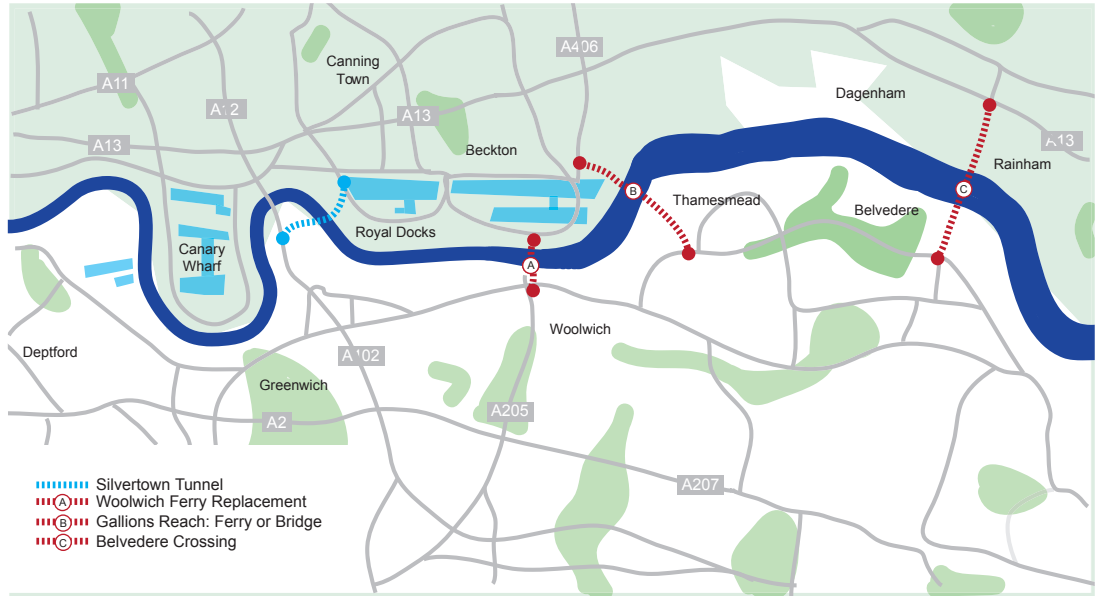 A406
Canning
Town
A11
Dagenham
A12
A13
A13
A13
Beckton
Rainham
B
C
Thamesmead
Belvedere
Royal Docks
Canary
Wharf
A
Woolwich
Deptford
A102
Greenwich
A205
A2
A207
Silvertown Tunnel
A Woolwich Ferry Replacement
B Gallions Reach: Ferry or Bridge
C Belvedere Crossing